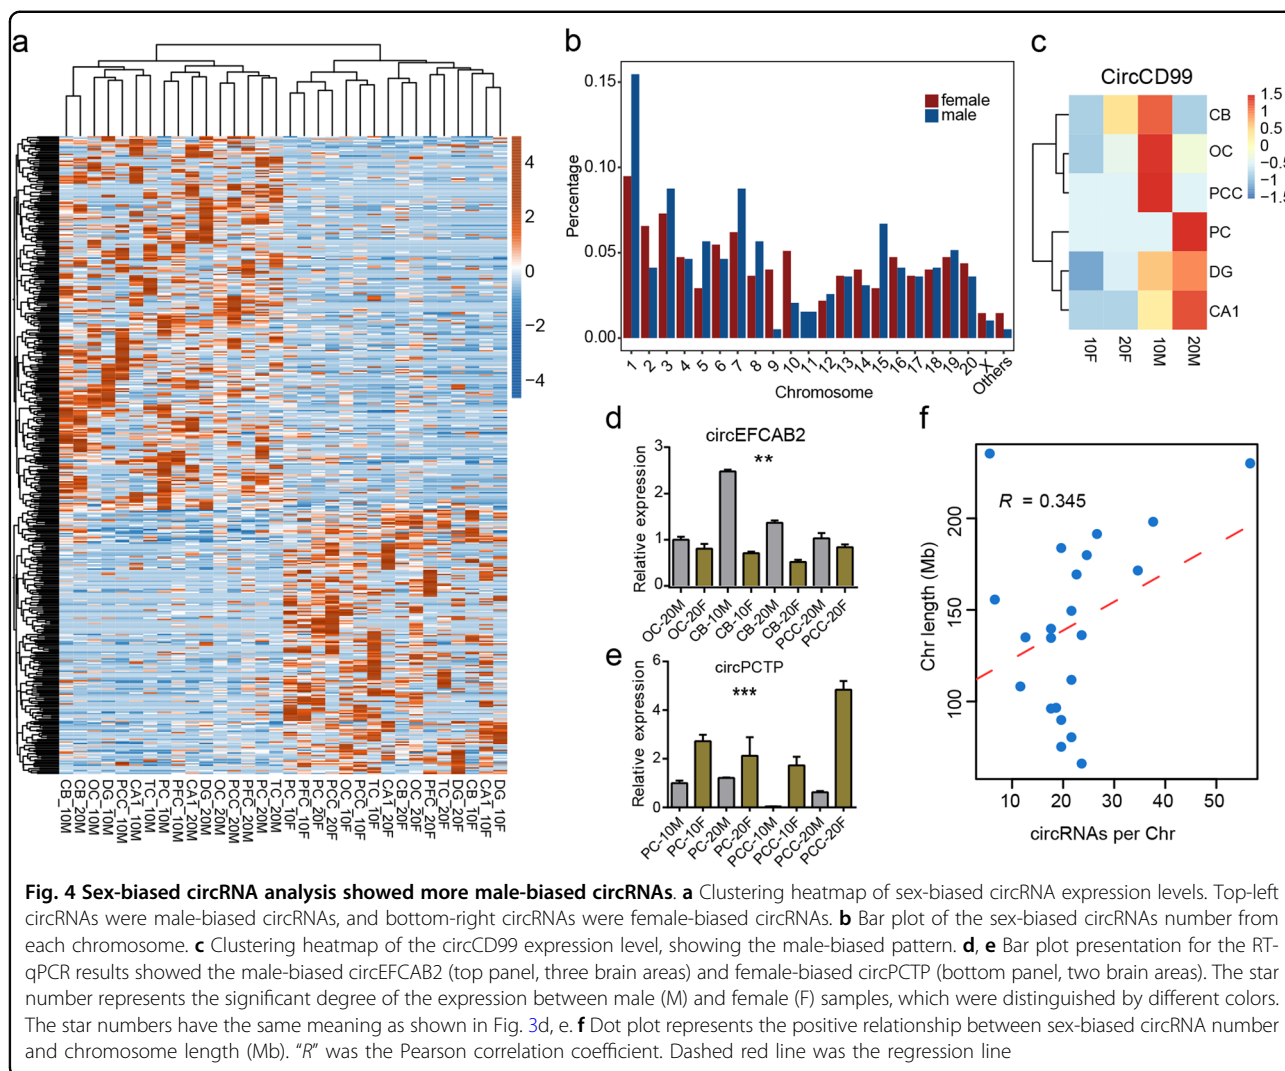 a
4
2
0
−2
−4
CB_10M
CB_20M
OC_10M
DG_10M
PCC_10M
CA1_10M
TC_10M
PC_10M
PFC_10M
CA1_20M
DG_20M
OC_20M
PCC_20M
PFC_20M
PC_20M
TC_20M
PC_10F
PFC_10F
PC_20F
PCC_20F
OC_10F
PCC_10F
TC_10F
CA1_20F
CB_20F
OC_20F
PFC_20F
TC_20F
DG_20F
CB_10F
CA1_10F
DG_10F
b
0.15
0.10
0.05
0.00
Percentage
female
male
1 2 3 4 5 6 7 8 9 10 11 12 13 14 15 16 17 18 19 20 X Others
Chromosome
c
CircCD99
CB
OC
PCC
PC
DG
CA1
10F 20F 10M 20M
1.5
1
0.5
0
−0.5
−1
−1.5
d
circEFCAB2
**
Relative expression
3
2
1
0
OC-20M OC-20F CB-10M CB-10F CB-20M CB-20F PCC-20M PCC-20F
e
circPCTP
***
Relative expression
6
4
2
0
PC-10M PC-10F PC-20M PC-20F PCC-10M PCC-10F PCC-20M PCC-20F
f
R = 0.345
Chr length (Mb)
200
150
100
10 20 30 40 50
circRNAs per Chr
Fig. 4 Sex-biased circRNA analysis showed more male-biased circRNAs. a Clustering heatmap of sex-biased circRNA expression levels. Top-left
circRNAs were male-biased circRNAs, and bottom-right circRNAs were female-biased circRNAs. b Bar plot of the sex-biased circRNAs number from
each chromosome. c Clustering heatmap of the circCD99 expression level, showing the male-biased pattern. d, e Bar plot presentation for the RT-
qPCR results showed the male-biased circEFCAB2 (top panel, three brain areas) and female-biased circPCTP (bottom panel, two brain areas). The star
number represents the significant degree of the expression between male (M) and female (F) samples, which were distinguished by different colors.
The star numbers have the same meaning as shown in Fig. 3d, e. f Dot plot represents the positive relationship between sex-biased circRNA number
and chromosome length (Mb). “R” was the Pearson correlation coefficient. Dashed red line was the regression line